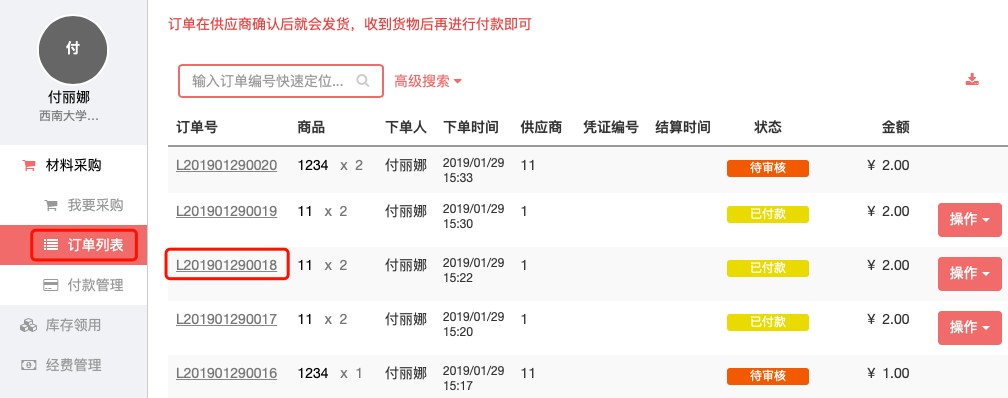 付
付丽娜
西南大学...
材料采购
我要采购
订单列表
付款管理
库存领用
经费管理
订单在供应商确认后就会发货，收到货物后再进行付款即可
输入订单编号快速定位... 高级搜索
订单号 商品 下单人 下单时间 供应商 凭证编号 结算时间 状态 金额
L201901290020 1234 x 2 付丽娜 2019/01/29 15:33 11 待审核 ¥ 2.00
L201901290019 11 x 2 付丽娜 2019/01/29 15:30 1 已付款 ¥ 2.00 操作
L201901290018 11 x 2 付丽娜 2019/01/29 15:22 1 已付款 ¥ 2.00 操作
L201901290017 11 x 2 付丽娜 2019/01/29 15:20 1 已付款 ¥ 2.00 操作
L201901290016 1234 x 1 付丽娜 2019/01/29 15:17 11 待审核 ¥ 1.00